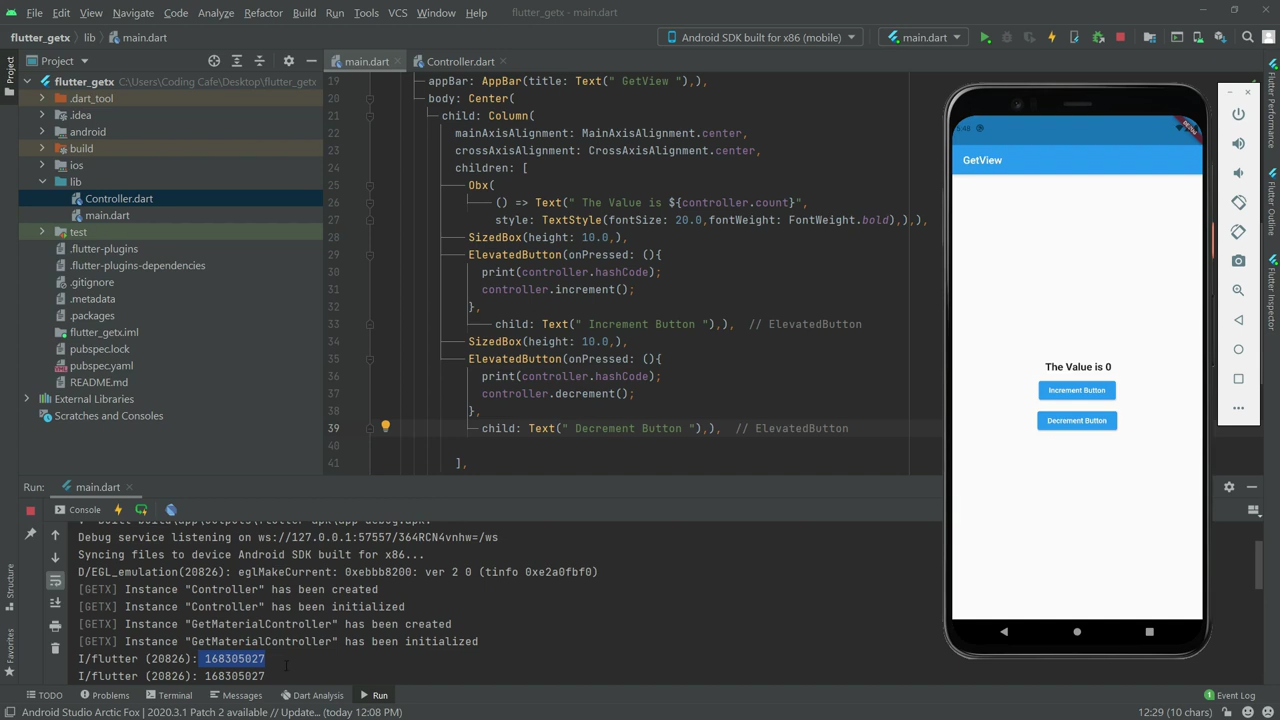 File Edit View Navigate Code Analyze Refactor Build Run Tools VCS Window Help flutter_getx - main.dart
flutter_getx lib main.dart Android SDK built for x86 (mobile) main.dart
Project main.dart Controller.dart
flutter_getx C:\Users\Coding Cafe\Desktop\flutter_getx
.dart_tool
.idea
android
build
ios
lib
Controller.dart
main.dart
test
.flutter-plugins
.flutter-plugins-dependencies
.gitignore
.metadata
.packages
flutter_getx.iml
pubspec.lock
pubspec.yaml
README.md
External Libraries
Scratches and Consoles
19 appBar: AppBar(title: Text(" GetView "),),
20 body: Center(
21 child: Column(
22 mainAxisAlignment: MainAxisAlignment.center,
23 crossAxisAlignment: CrossAxisAlignment.center,
24 children: [
25 Obx(
26 () => Text(" The Value is ${controller.count}",
27 style: TextStyle(fontSize: 20.0,fontWeight: FontWeight.bold),),),
28 SizedBox(height: 10.0,),
29 ElevatedButton(onPressed: (){
30 print(controller.hashCode);
31 controller.increment();
32 },
33 child: Text(" Increment Button "),), // ElevatedButton
34 SizedBox(height: 10.0,),
35 ElevatedButton(onPressed: (){
36 print(controller.hashCode);
37 controller.decrement();
38 },
39 child: Text(" Decrement Button "),), // ElevatedButton
40
41 ],
5:48
GetView
The Value is 0
Increment Button
Decrement Button
Project
Structure
Favorites
Flutter Performance
Flutter Outline
Flutter Inspector
Run: main.dart
Console
Debug service listening on ws://127.0.0.1:57557/364RCN4vnhw=/ws
Syncing files to device Android SDK built for x86...
D/EGL_emulation(20826): eglMakeCurrent: 0xebbb8200: ver 2 0 (tinfo 0xe2a0fbf0)
[GETX] Instance "Controller" has been created
[GETX] Instance "Controller" has been initialized
[GETX] Instance "GetMaterialController" has been created
[GETX] Instance "GetMaterialController" has been initialized
I/flutter (20826): 168305027
I/flutter (20826): 168305027
TODO Problems Terminal Messages Dart Analysis Run 1 Event Log
Android Studio Arctic Fox | 2020.3.1 Patch 2 available // Update... (today 12:08 PM) 12:29 (10 chars)